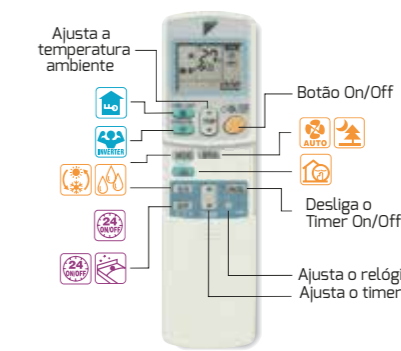 Ajusta a
temperatura
ambiente
Botão On/Off
INVERTER
AUTO
Desliga o
Timer On/Off
24
ON/OFF
24
ON/OFF
Ajusta o relógi
Ajusta o timer